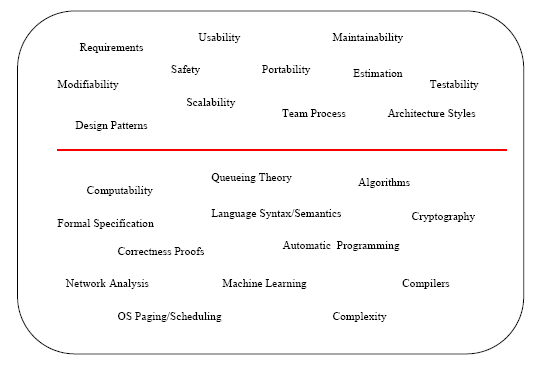 Usability
Maintainability
Requirements
Safety
Portability
Estimation
Modifiability
Testability
Scalability
Team Process
Architecture Styles
Design Patterns
Queueing Theory
Algorithms
Computability
Language Syntax/Semantics
Cryptography
Formal Specification
Automatic Programming
Correctness Proofs
Network Analysis
Machine Learning
Compilers
OS Paging/Scheduling
Complexity